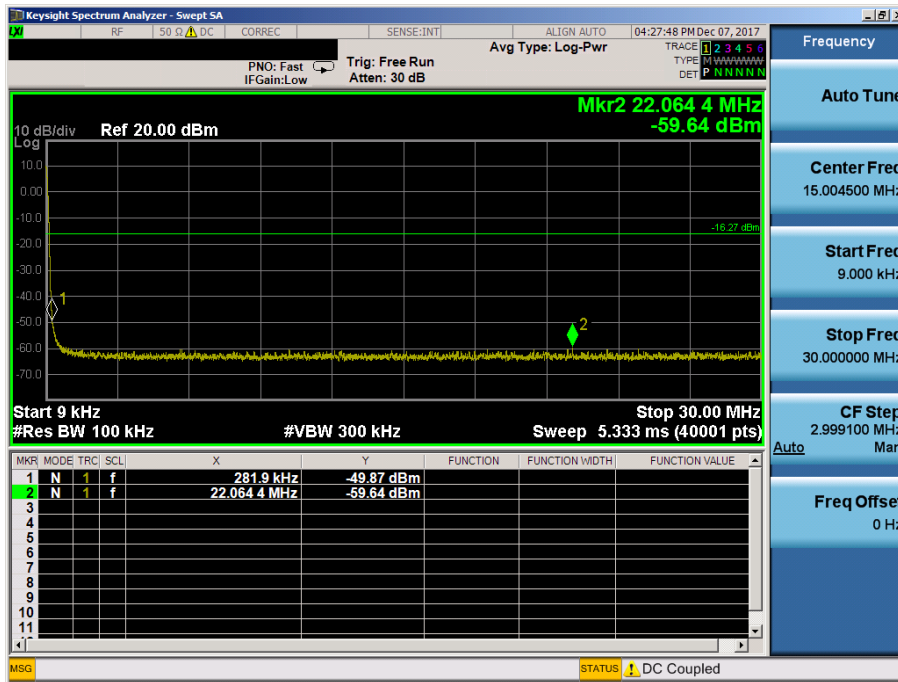 Keysight Spectrum Analyzer - Swept SA
LXI RF 50 Ω DC CORREC SENSE:INT ALIGN AUTO 04:27:48 PM Dec 07, 2017
Avg Type: Log-Pwr TRACE 1 2 3 4 5 6
PNO: Fast Trig: Free Run TYPE M WWWWW
IFGain:Low Atten: 30 dB DET P N N N N N
Mkr2 22.064 4 MHz
10 dB/div Ref 20.00 dBm -59.64 dBm
Log
10.0
0.00
-10.0
-16.27 dBm
-20.0
-30.0
-40.0
1
-50.0
2
-60.0
-70.0
Start 9 kHz Stop 30.00 MHz
#Res BW 100 kHz #VBW 300 kHz Sweep 5.333 ms (40001 pts)
MKR MODE TRC SCL X Y FUNCTION FUNCTION WIDTH FUNCTION VALUE
1 N 1 f 281.9 kHz -49.87 dBm
2 N 1 f 22.064 4 MHz -59.64 dBm
3
4
5
6
7
8
9
10
11
MSG STATUS DC Coupled
Frequency
Auto Tune
Center Freq
15.004500 MHz
Start Freq
9.000 kHz
Stop Freq
30.000000 MHz
CF Step
2.999100 MHz
Auto Man
Freq Offset
0 Hz